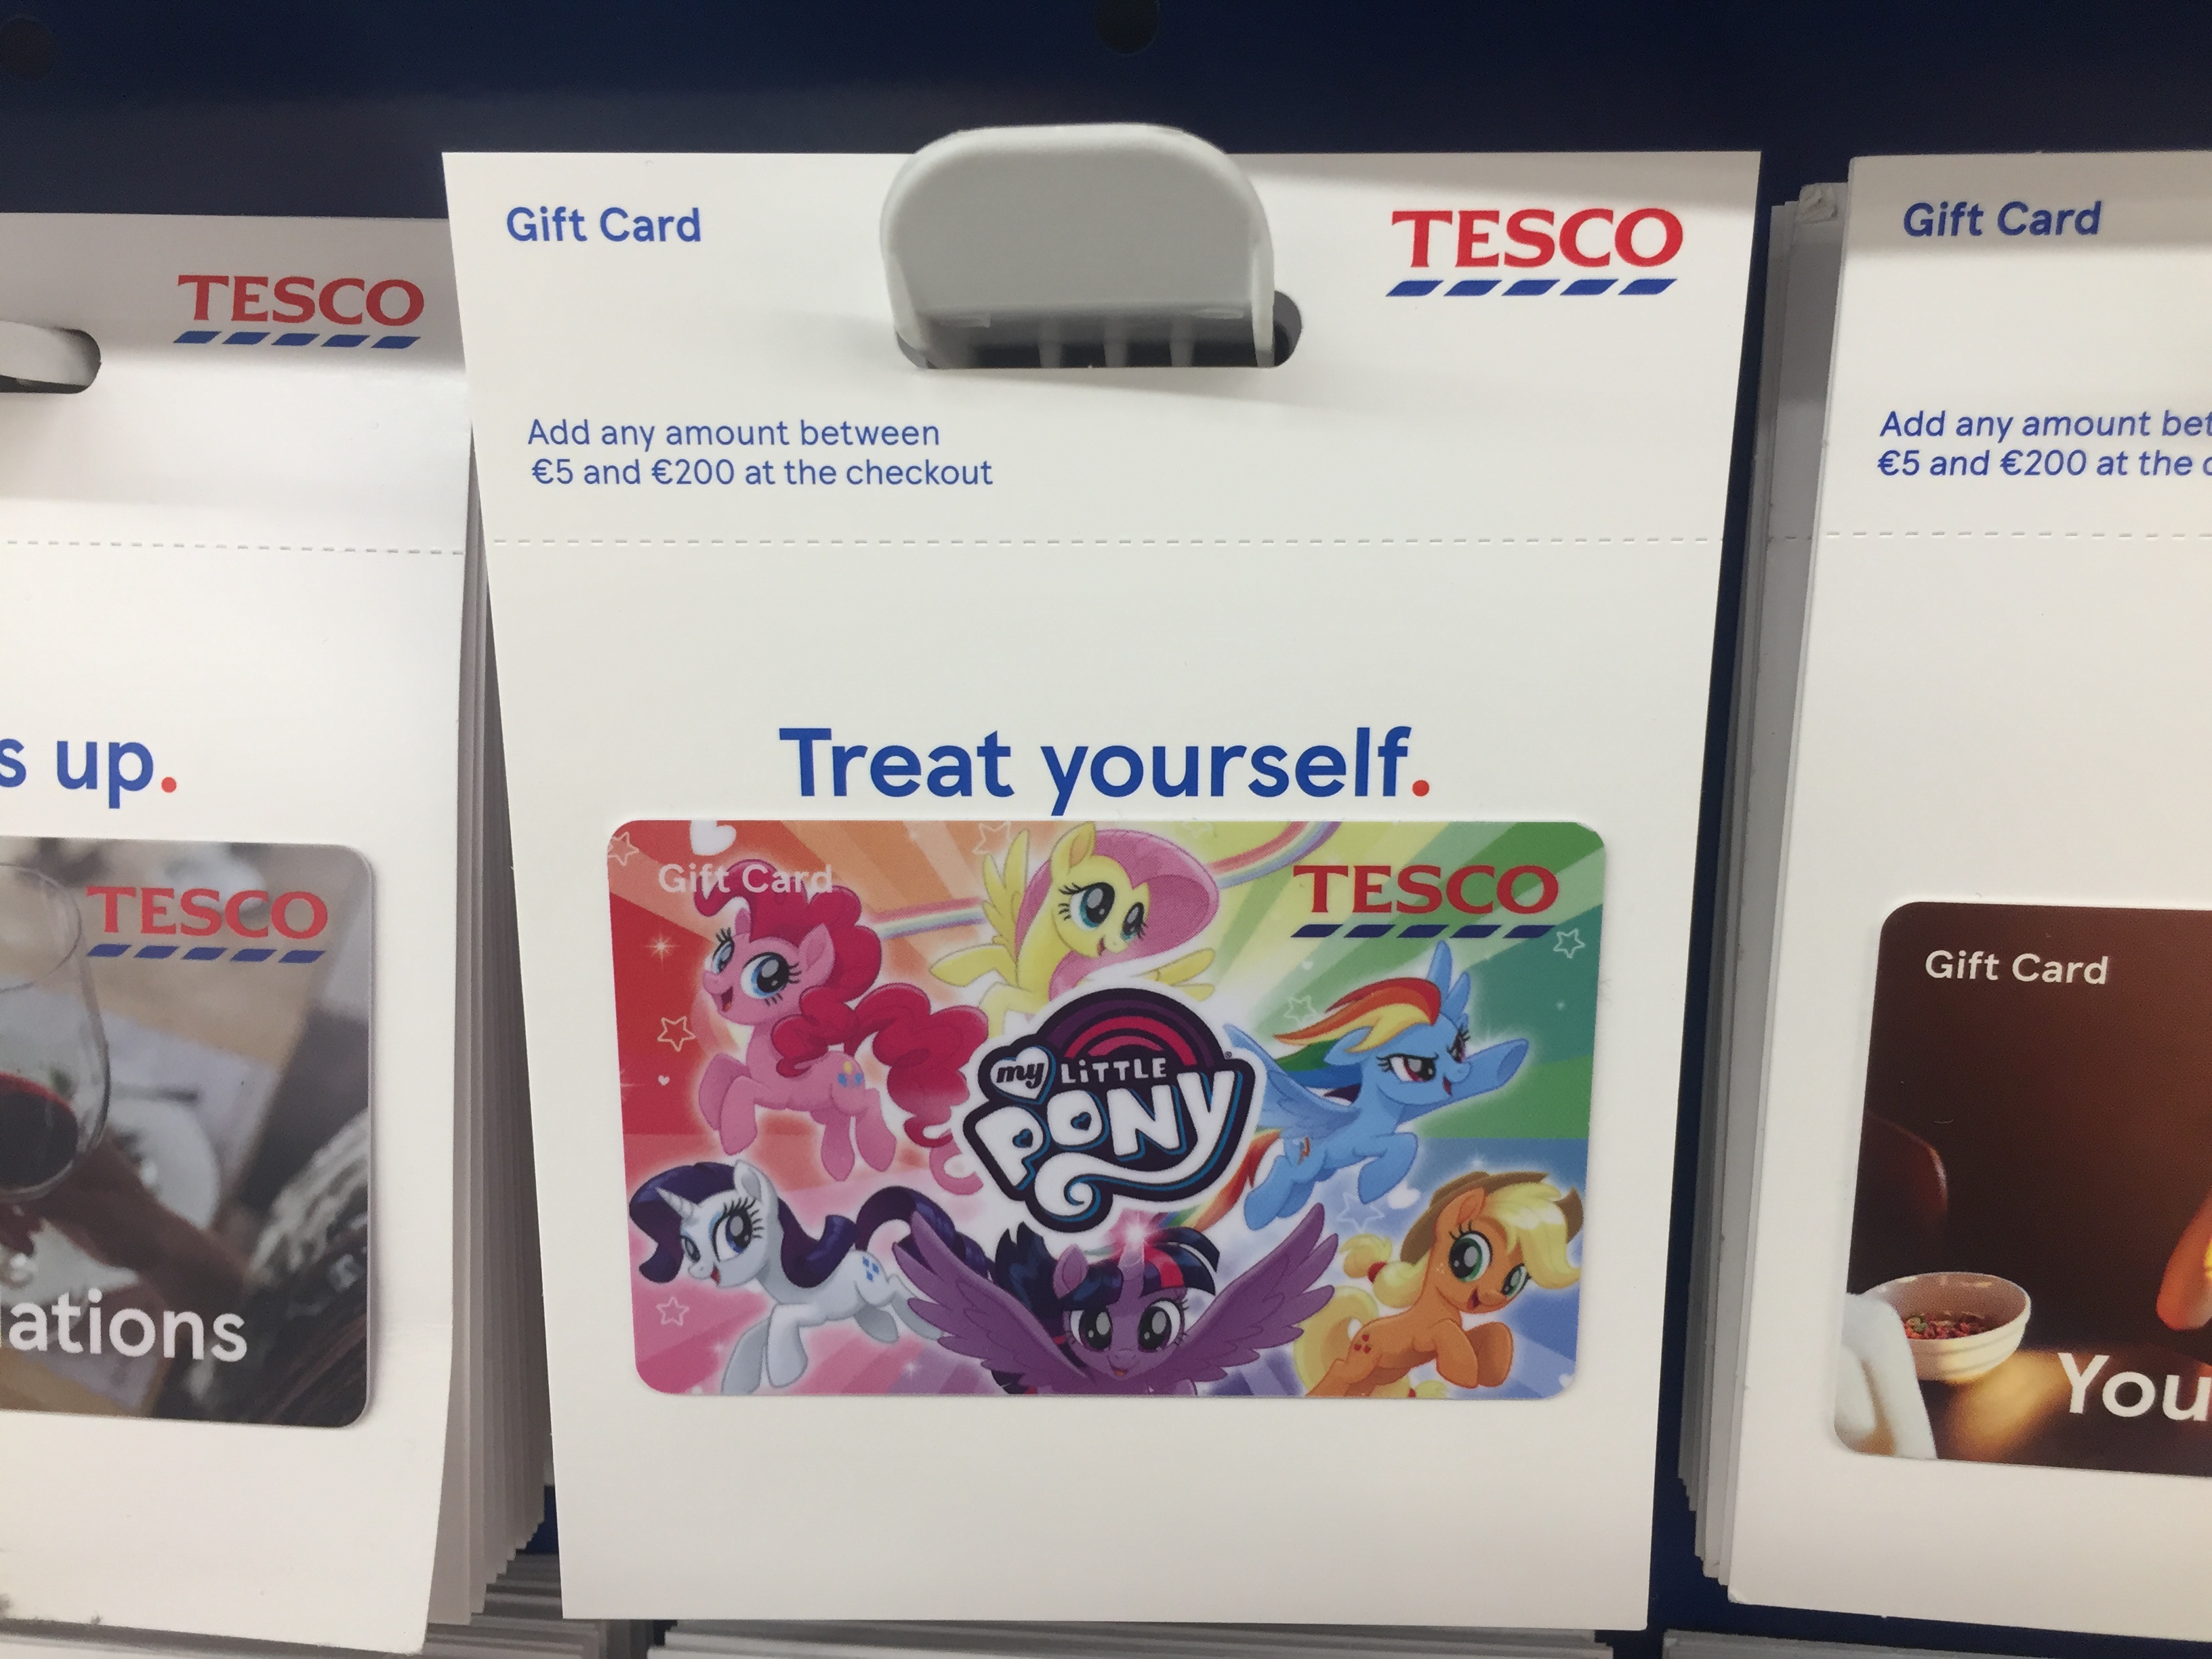 TESCO
s up.
TESCO
ations
Gift Card
TESCO
Add any amount between
€5 and €200 at the checkout
Treat yourself.
Gift Card
TESCO
my LiTTLE
PONY
Gift Card
Add any amount bet
€5 and €200 at the c
Gift Card
You